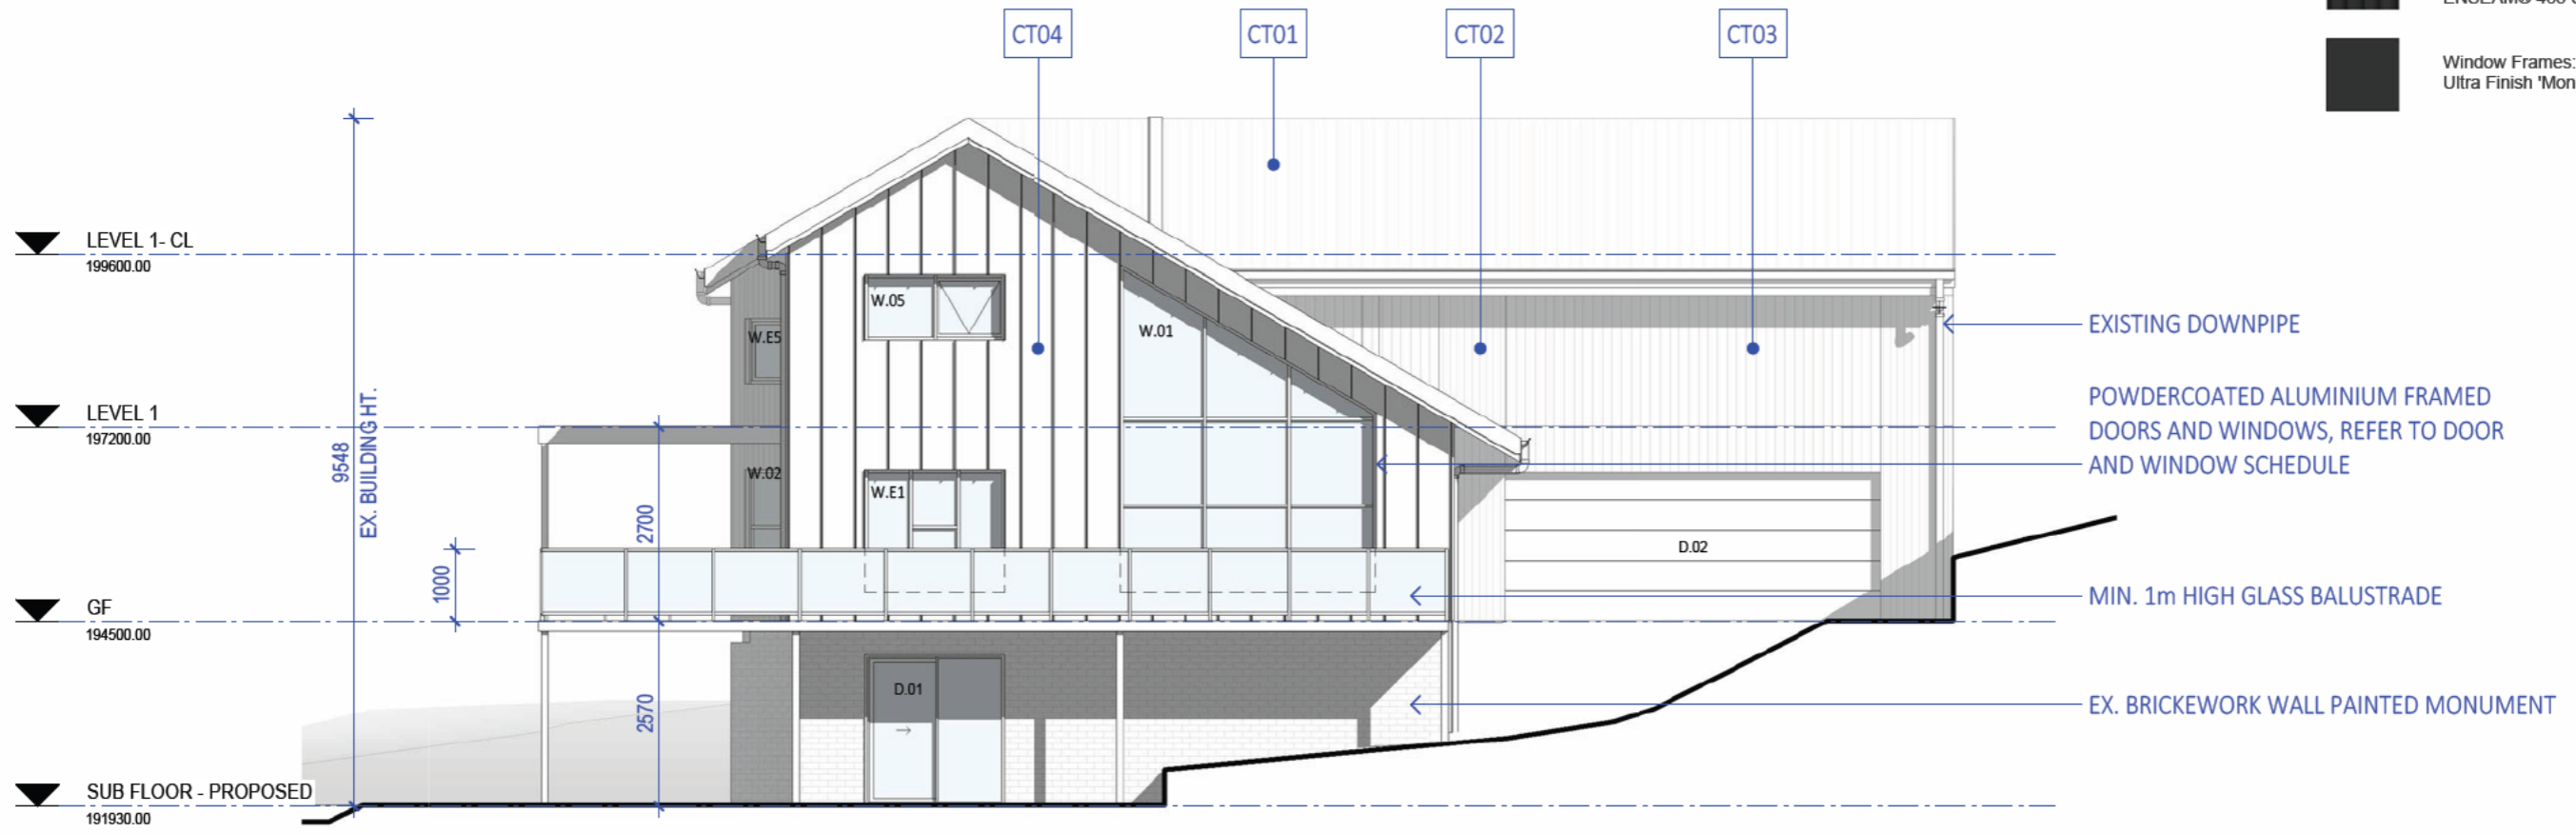 CT04
CT01
CT02
CT03
Window Frames:
Ultra Finish 'Mon
LEVEL 1- CL
199600.00
W.05
W.01
W.E5
EXISTING DOWNPIPE
LEVEL 1
197200.00
POWDERCOATED ALUMINIUM FRAMED
DOORS AND WINDOWS, REFER TO DOOR
AND WINDOW SCHEDULE
9548
EX. BUILDING HT.
W.02
W.E1
2700
D.02
1000
MIN. 1m HIGH GLASS BALUSTRADE
GF
194500.00
D.01
2570
EX. BRICKEWORK WALL PAINTED MONUMENT
SUB FLOOR - PROPOSED
191930.00